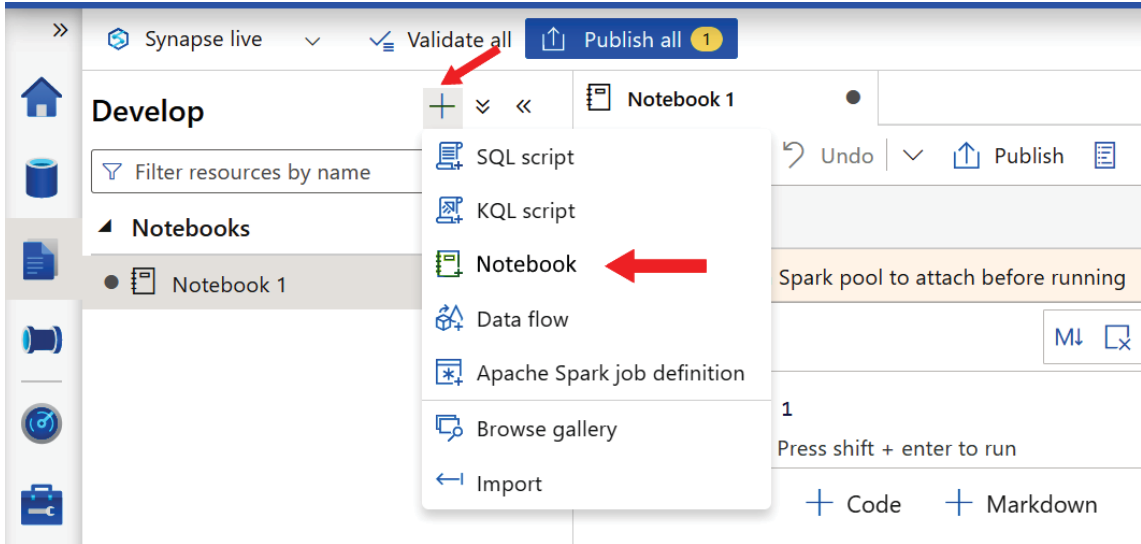 Synapse live
Validate all
Publish all 1
Develop
Notebook 1
Filter resources by name
Notebooks
Notebook 1
SQL script
KQL script
Notebook
Data flow
Apache Spark job definition
Browse gallery
Import
Undo
Publish
Spark pool to attach before running
M↓
1
Press shift + enter to run
Code
Markdown